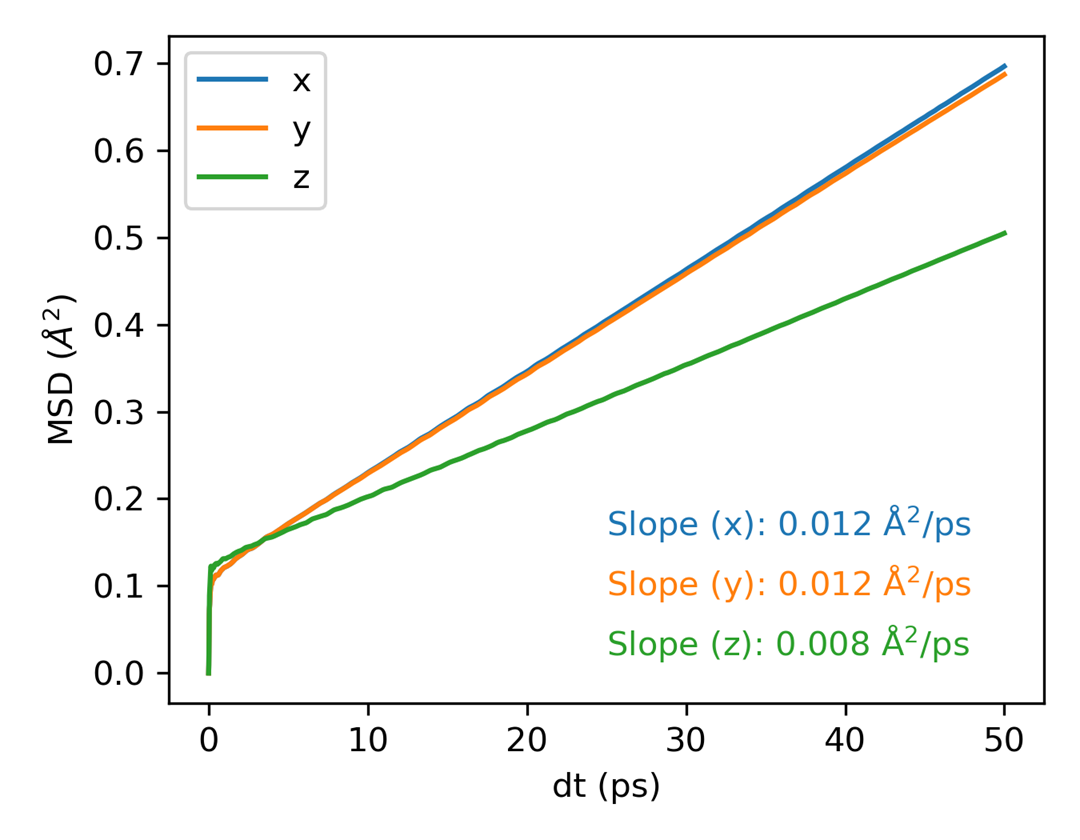 0.7
0.6
0.5
0.4
0.3
0.2
0.1
0.0
MSD (Å²)
x
y
z
Slope (x): 0.012 Å²/ps
Slope (y): 0.012 Å²/ps
Slope (z): 0.008 Å²/ps
0 10 20 30 40 50
dt (ps)